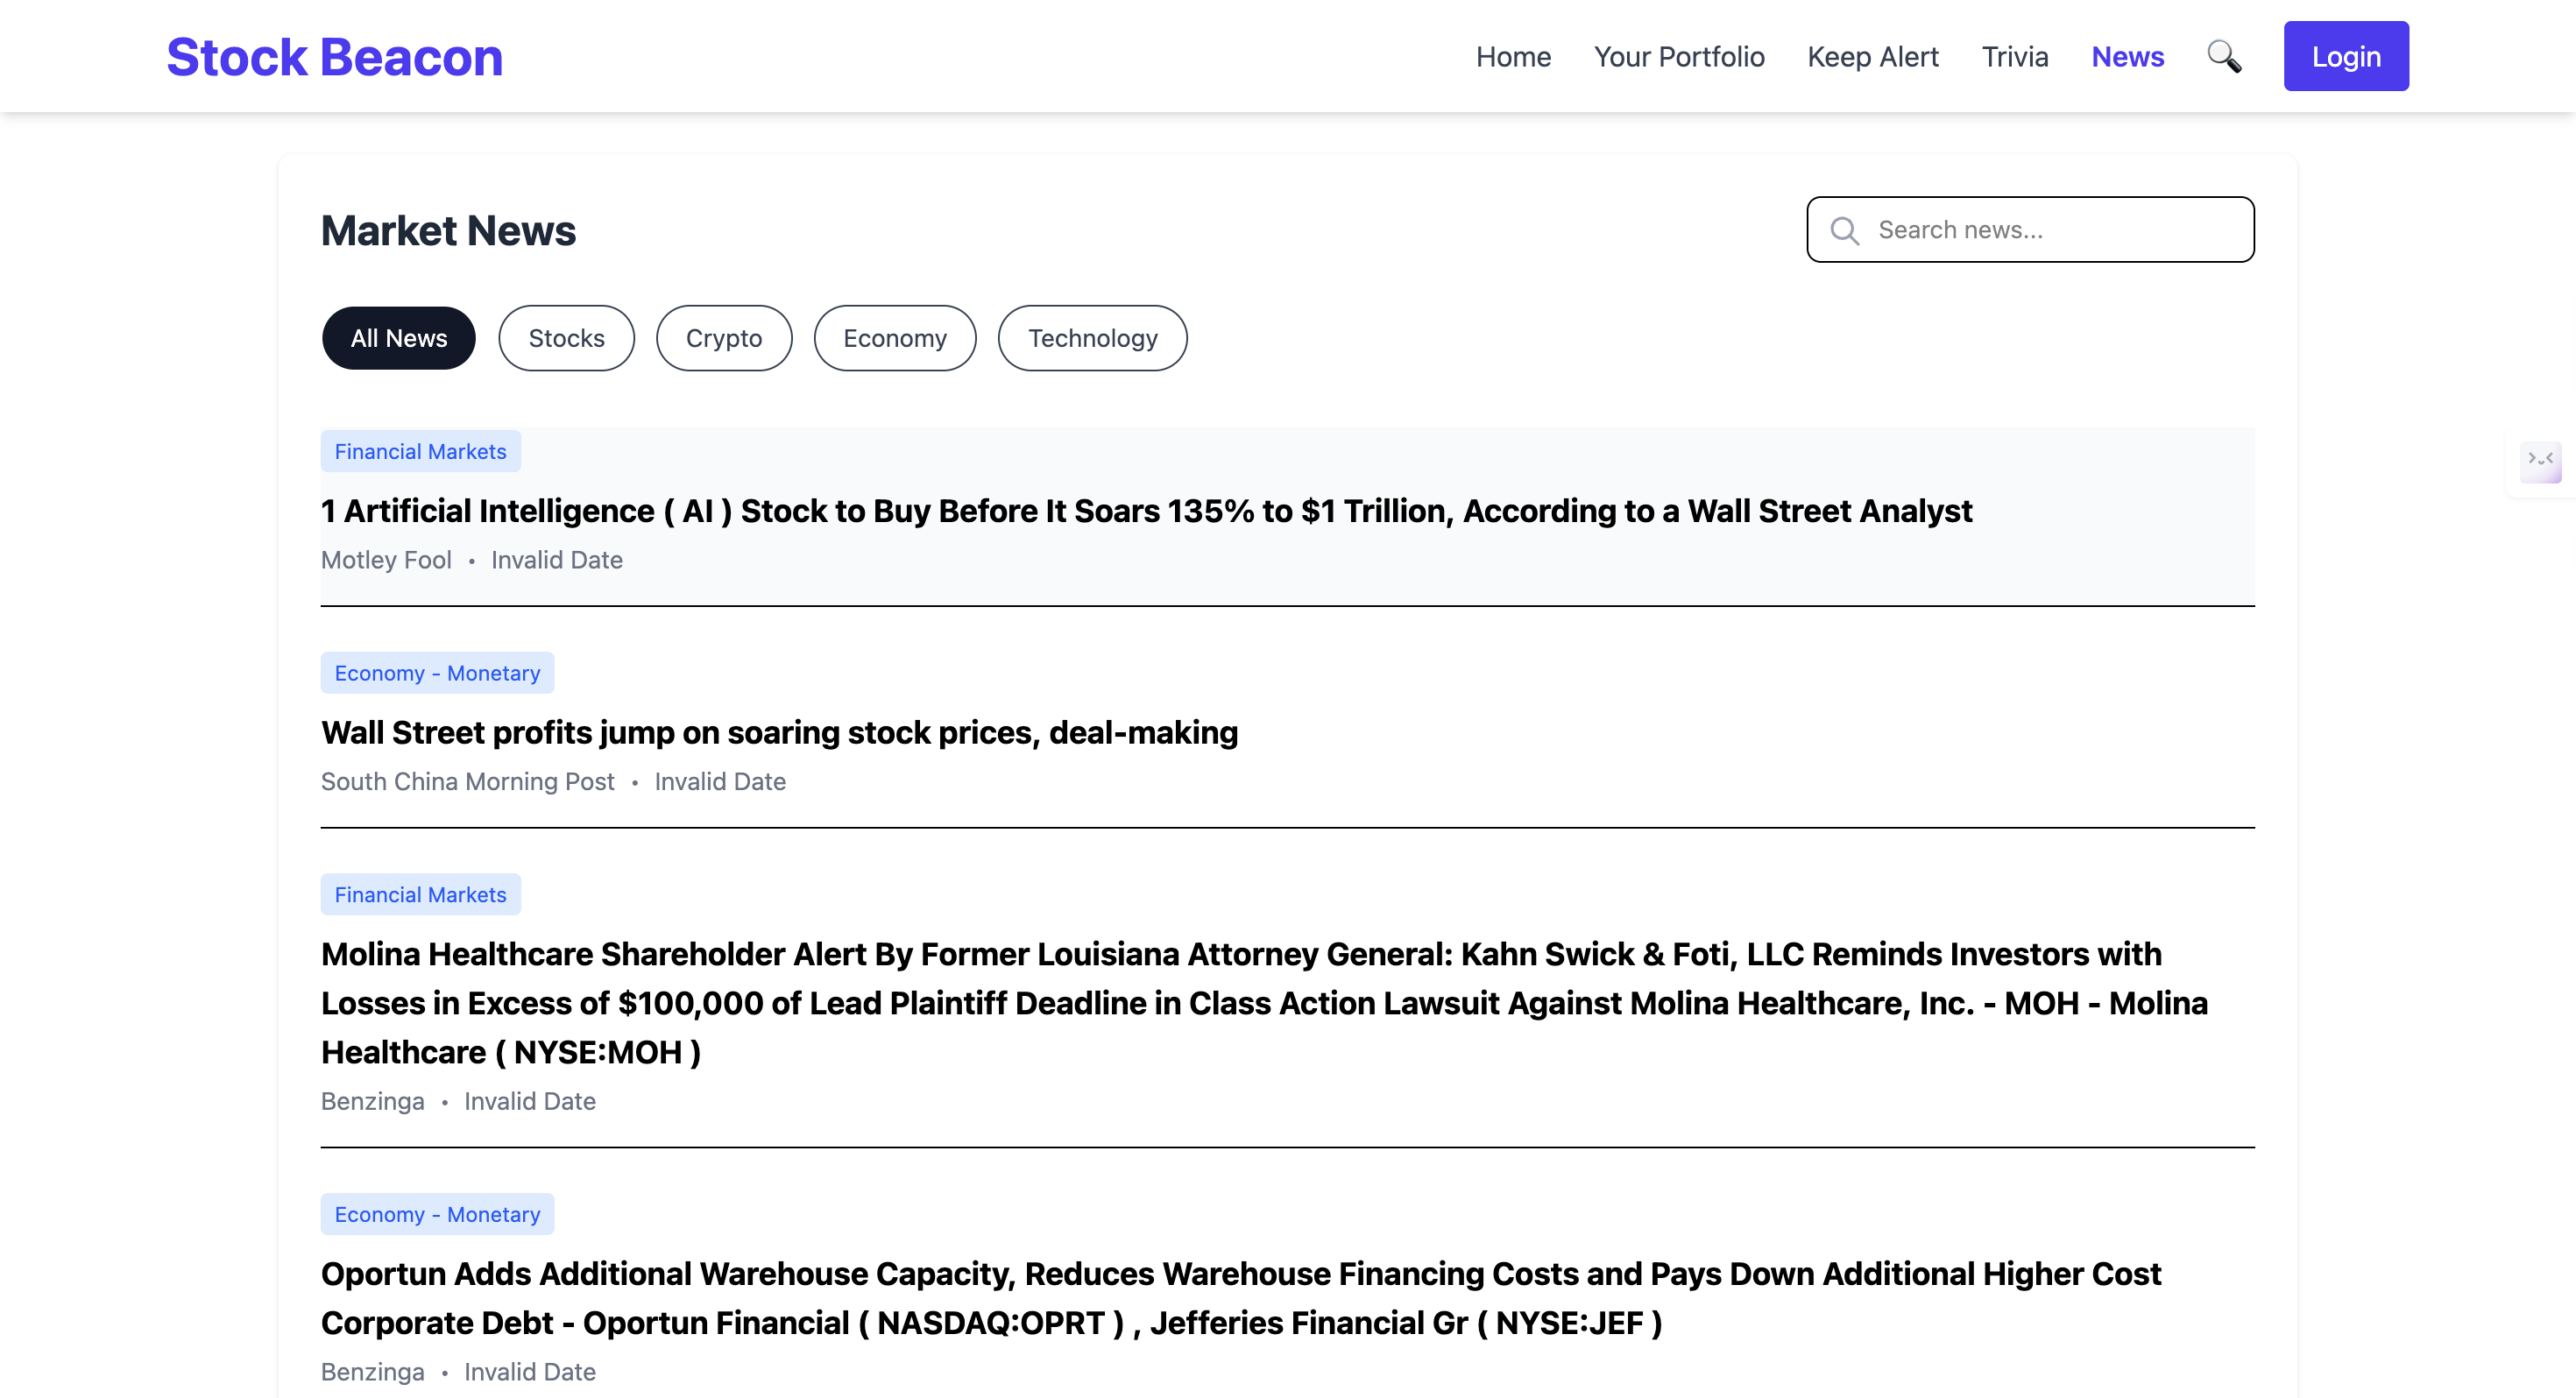 Stock Beacon
Home
Your Portfolio
Keep Alert
Trivia
News
Login
Market News
Search news...
All News
Stocks
Crypto
Economy
Technology
Financial Markets
1 Artificial Intelligence ( AI ) Stock to Buy Before It Soars 135% to $1 Trillion, According to a Wall Street Analyst
Motley Fool • Invalid Date
Economy - Monetary
Wall Street profits jump on soaring stock prices, deal-making
South China Morning Post • Invalid Date
Financial Markets
Molina Healthcare Shareholder Alert By Former Louisiana Attorney General: Kahn Swick & Foti, LLC Reminds Investors with
Losses in Excess of $100,000 of Lead Plaintiff Deadline in Class Action Lawsuit Against Molina Healthcare, Inc. - MOH - Molina
Healthcare ( NYSE:MOH )
Benzinga • Invalid Date
Economy - Monetary
Oportun Adds Additional Warehouse Capacity, Reduces Warehouse Financing Costs and Pays Down Additional Higher Cost
Corporate Debt - Oportun Financial ( NASDAQ:OPRT ) , Jefferies Financial Gr ( NYSE:JEF )
Benzinga • Invalid Date